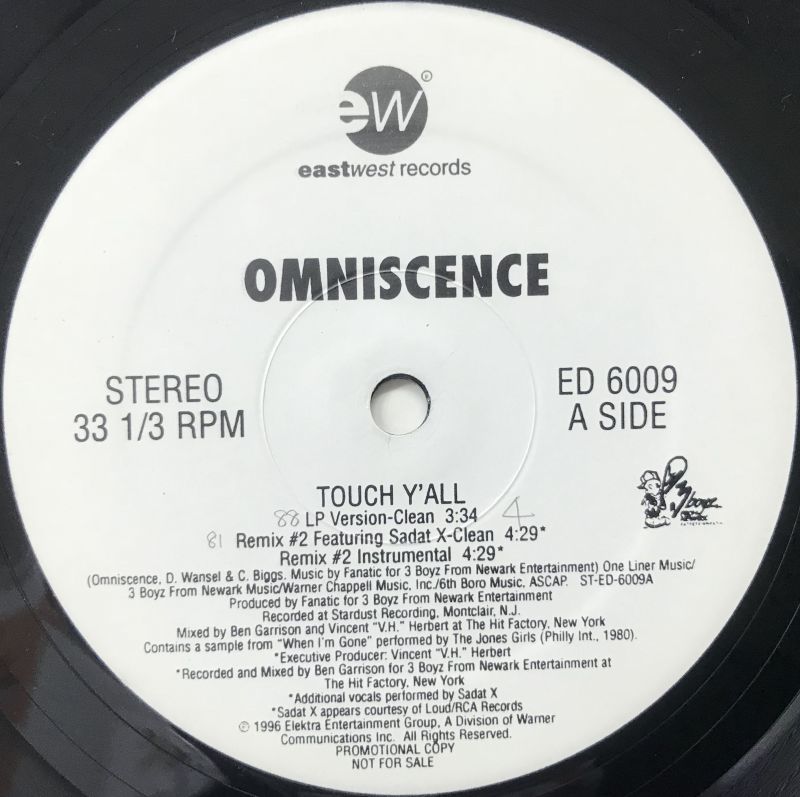 ew
®
eastwest records
OMNISCENCE
STEREO
33 1/3 RPM
ED 6009
A SIDE
TOUCH Y'ALL
88 LP Version-Clean 3:34 4
81 Remix #2 Featuring Sadat X-Clean 4:29*
Remix #2 Instrumental 4:29*
(Omniscence, D. Wansel & C. Biggs. Music by Fanatic for 3 Boyz From Newark Entertainment) One Liner Music/
3 Boyz From Newark Music/Warner Chappell Music, Inc./6th Boro Music, ASCAP. ST-ED-6009A
Produced by Fanatic for 3 Boyz From Newark Entertainment
Recorded at Stardust Recording, Montclair, N.J.
Mixed by Ben Garrison and Vincent "V.H." Herbert at The Hit Factory, New York
Contains a sample from "When I'm Gone" performed by The Jones Girls (Philly Int., 1980).
*Executive Producer: Vincent "V.H." Herbert
*Recorded and Mixed by Ben Garrison for 3 Boyz From Newark Entertainment at
The Hit Factory, New York
*Additional vocals performed by Sadat X
*Sadat X appears courtesy of Loud/RCA Records
℗ 1996 Elektra Entertainment Group, A Division of Warner
Communications Inc. All Rights Reserved.
PROMOTIONAL COPY
NOT FOR SALE